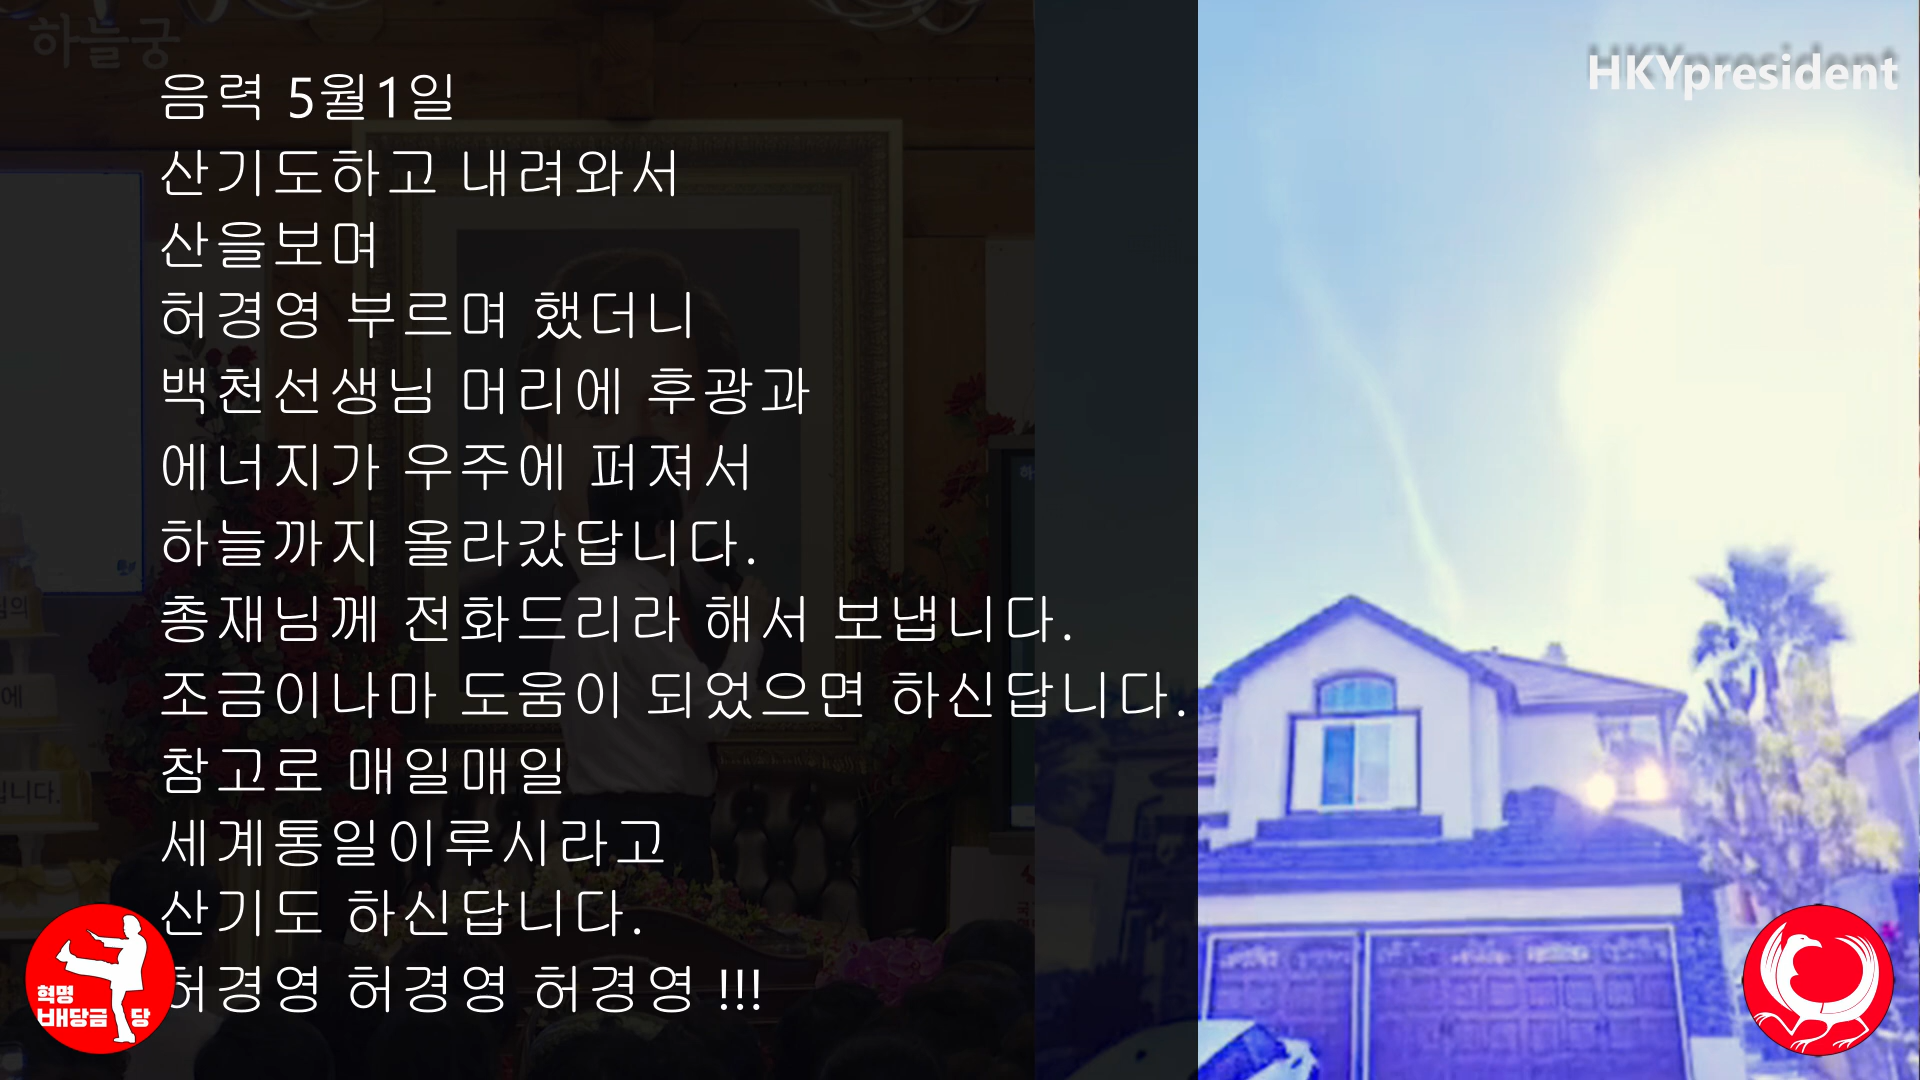 하늘궁
HKYpresident
음력 5월1일
산기도하고 내려와서
산을보며
허경영 부르며 했더니
백천선생님 머리에 후광과
에너지가 우주에 퍼져서
하늘까지 올라갔답니다.
총재님께 전화드리라 해서 보냅니다.
조금이나마 도움이 되었으면 하신답니다.
참고로 매일매일
세계통일이루시라고
산기도 하신답니다.
허경영 허경영 허경영 !!!
혁명
배당금당